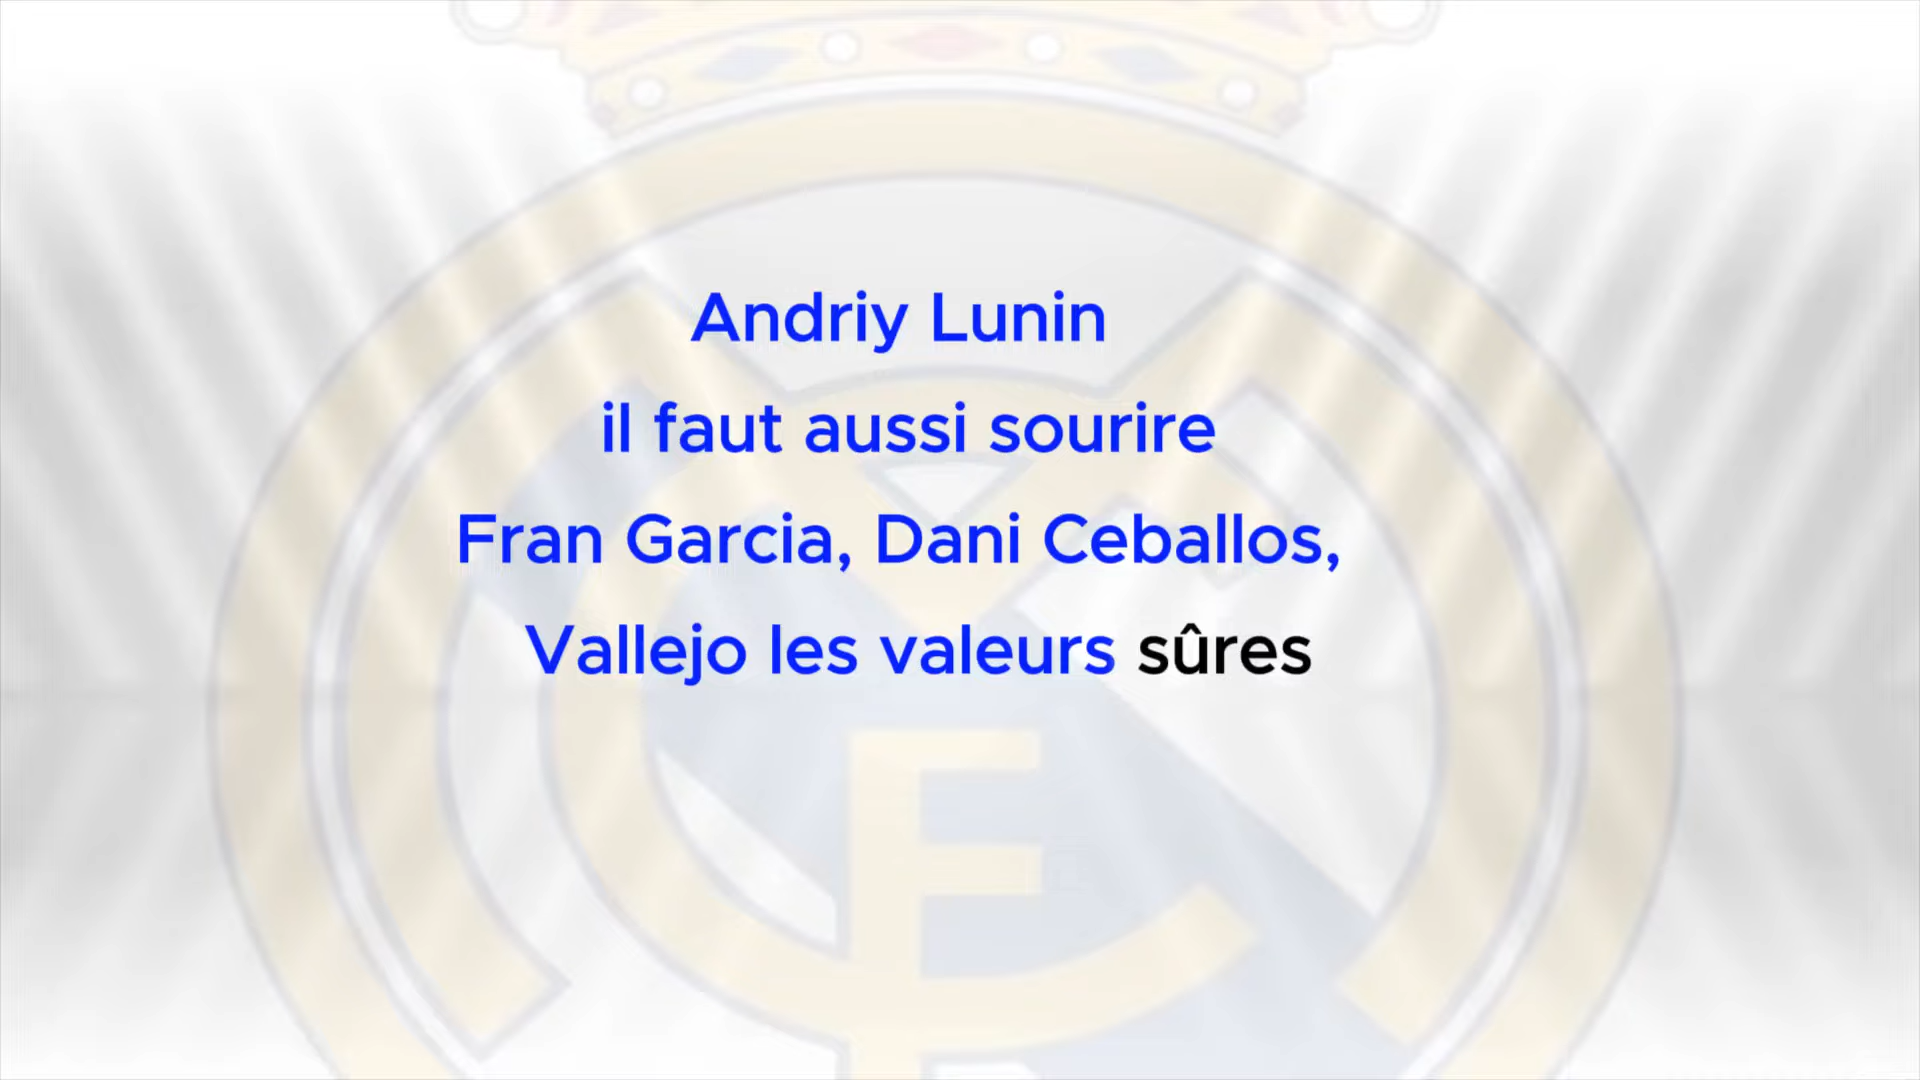 Andriy Lunin
il faut aussi sourire
Fran Garcia, Dani Ceballos,
Vallejo les valeurs sûres